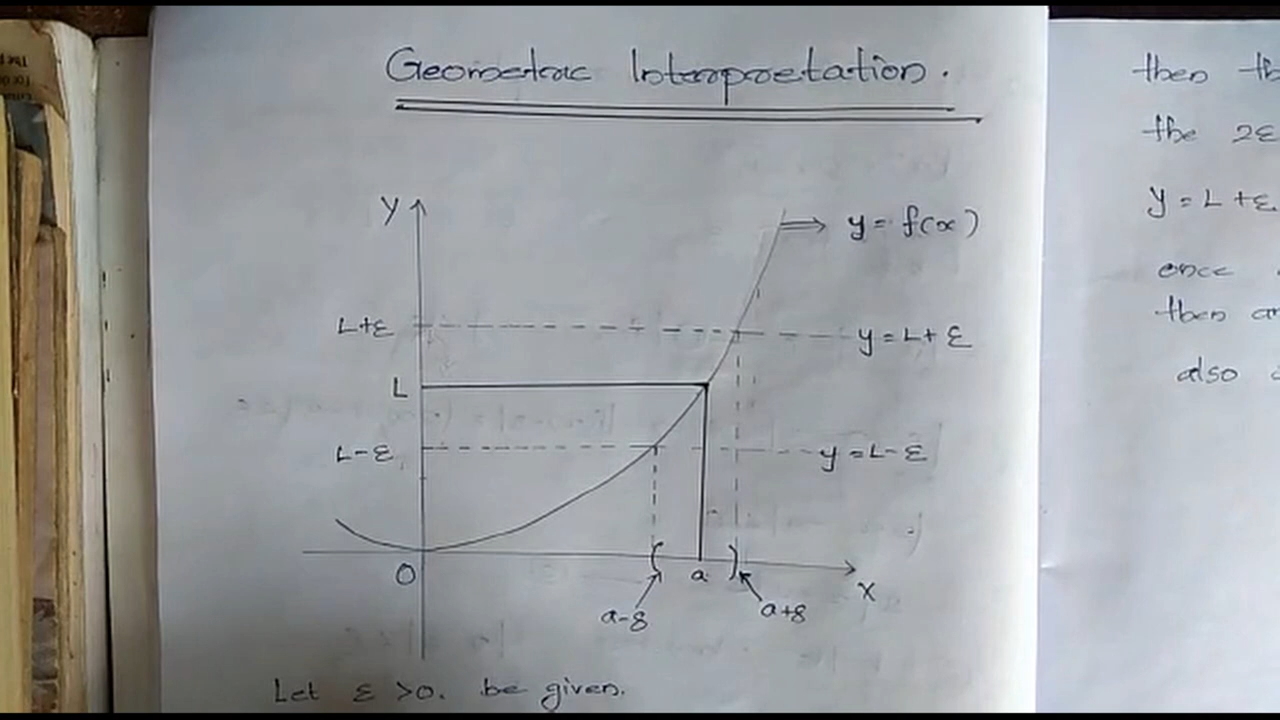 Geometric Interpretation.
Y
y = f(x)
L+ε
y = L+ ε
L
L-ε
y = L- ε
O
a
X
a-δ
a+δ
Let ε >0. be given.
then
the 2ε
y = L +ε
once
then
also